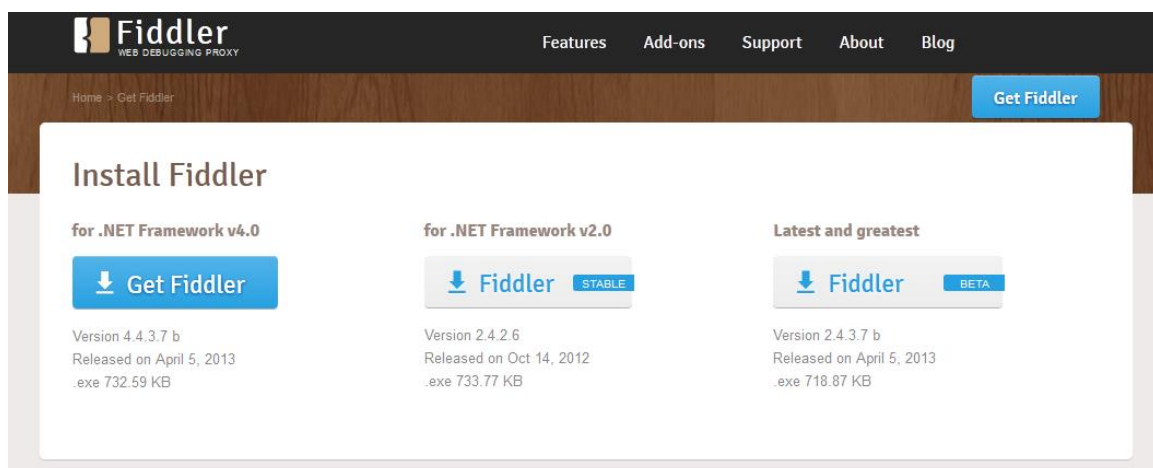 Fiddler
WEB DEBUGGING PROXY
Features Add-ons Support About Blog
Home > Get Fiddler
Get Fiddler
Install Fiddler
for .NET Framework v4.0
Get Fiddler
Version 4.4.3.7 b
Released on April 5, 2013
.exe 732.59 KB
for .NET Framework v2.0
Fiddler STABLE
Version 2.4.2.6
Released on Oct 14, 2012
.exe 733.77 KB
Latest and greatest
Fiddler BETA
Version 2.4.3.7 b
Released on April 5, 2013
.exe 718.87 KB